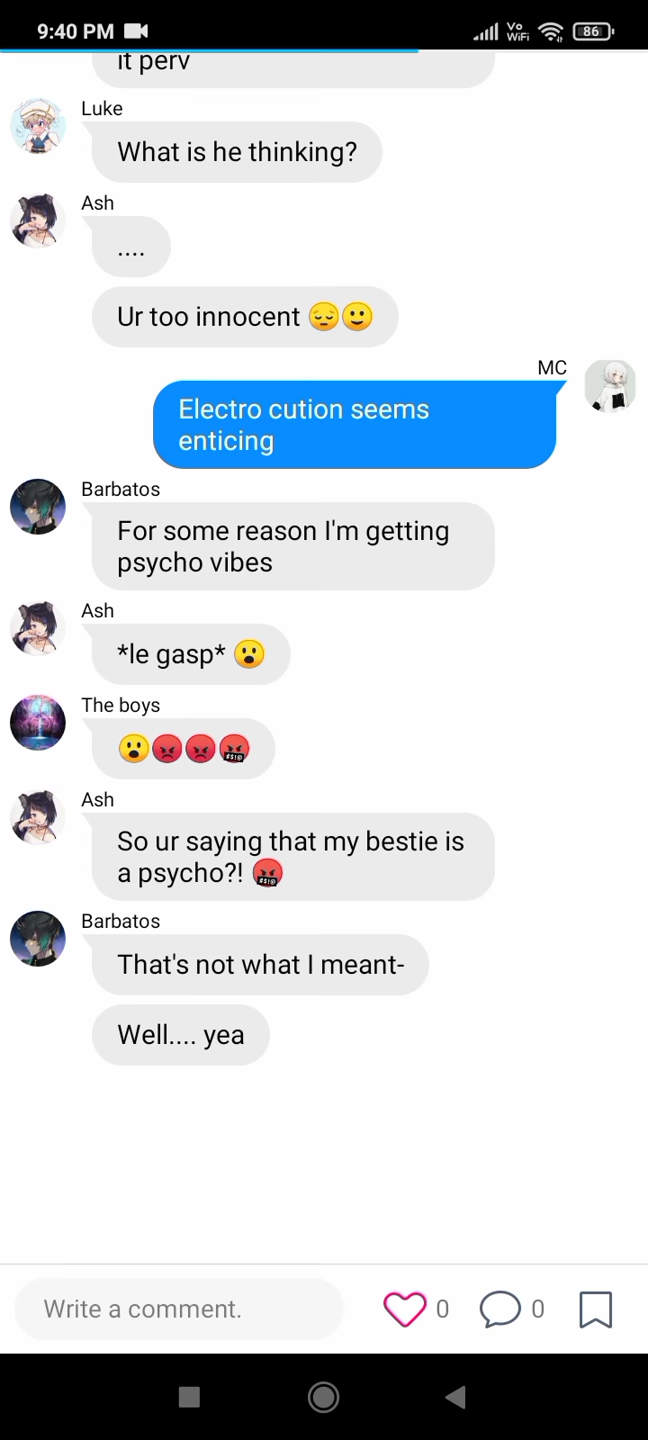 9:40 PM
Vo
WiFi
86
it perv
Luke
What is he thinking?
Ash
....
Ur too innocent 😔🙂
MC
Electro cution seems
enticing
Barbatos
For some reason I'm getting
psycho vibes
Ash
*le gasp* 😮
The boys
😮😡😡🤬
Ash
So ur saying that my bestie is
a psycho?! 🤬
Barbatos
That's not what I meant-
Well.... yea
Write a comment.
0
0